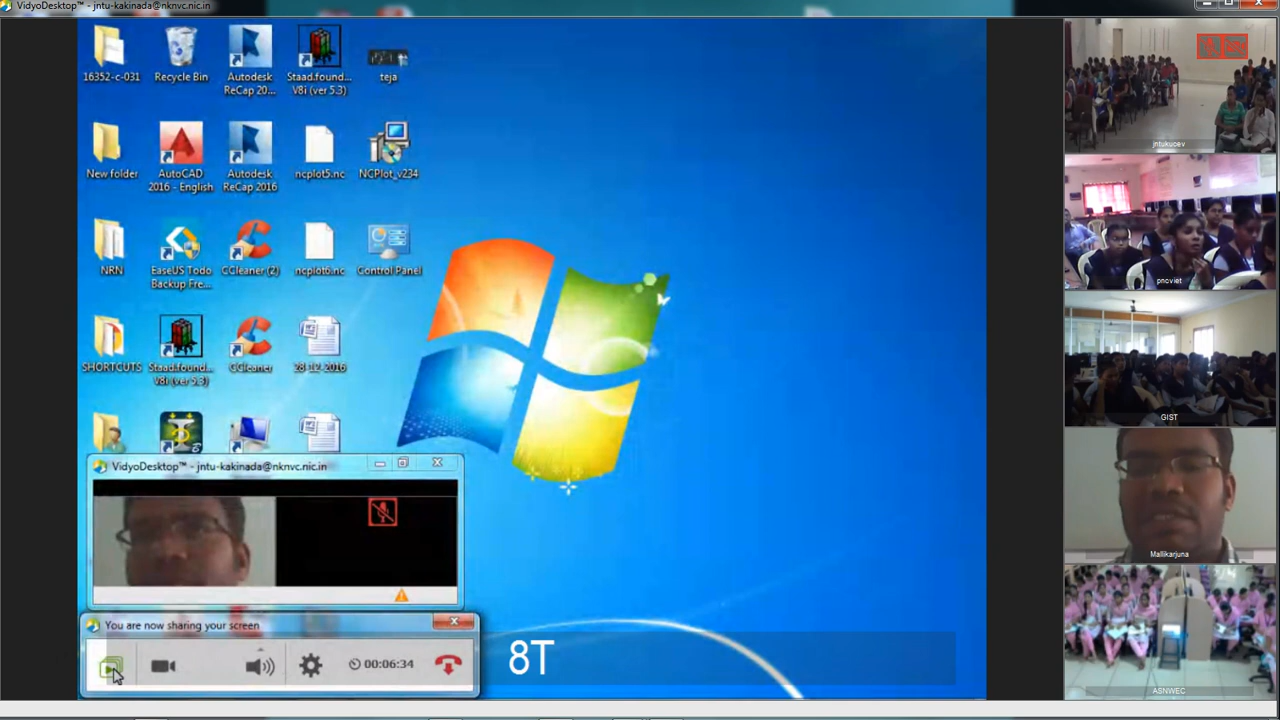 VidyoDesktop™ - jntu-kakinada@nknvc.nic.in
16352-c-031
Recycle Bin
Autodesk
ReCap 20...
Staad.found...
V8i (ver 5.3)
teja
New folder
AutoCAD
2016 - English
Autodesk
ReCap 2016
ncplot5.nc
NCPlot_v234
NRN
EaseUS Todo
Backup Fre...
CCleaner (2)
ncplot6.nc
Control Panel
SHORTCUTS
Staad.found...
V8i (ver 5.3)
CCleaner
28-12-2016
VidyoDesktop™ - jntu-kakinada@nknvc.nic.in
You are now sharing your screen
00:06:34
8T
jntukucev
pncviet
GIST
Mallikarjuna
ASNWEC